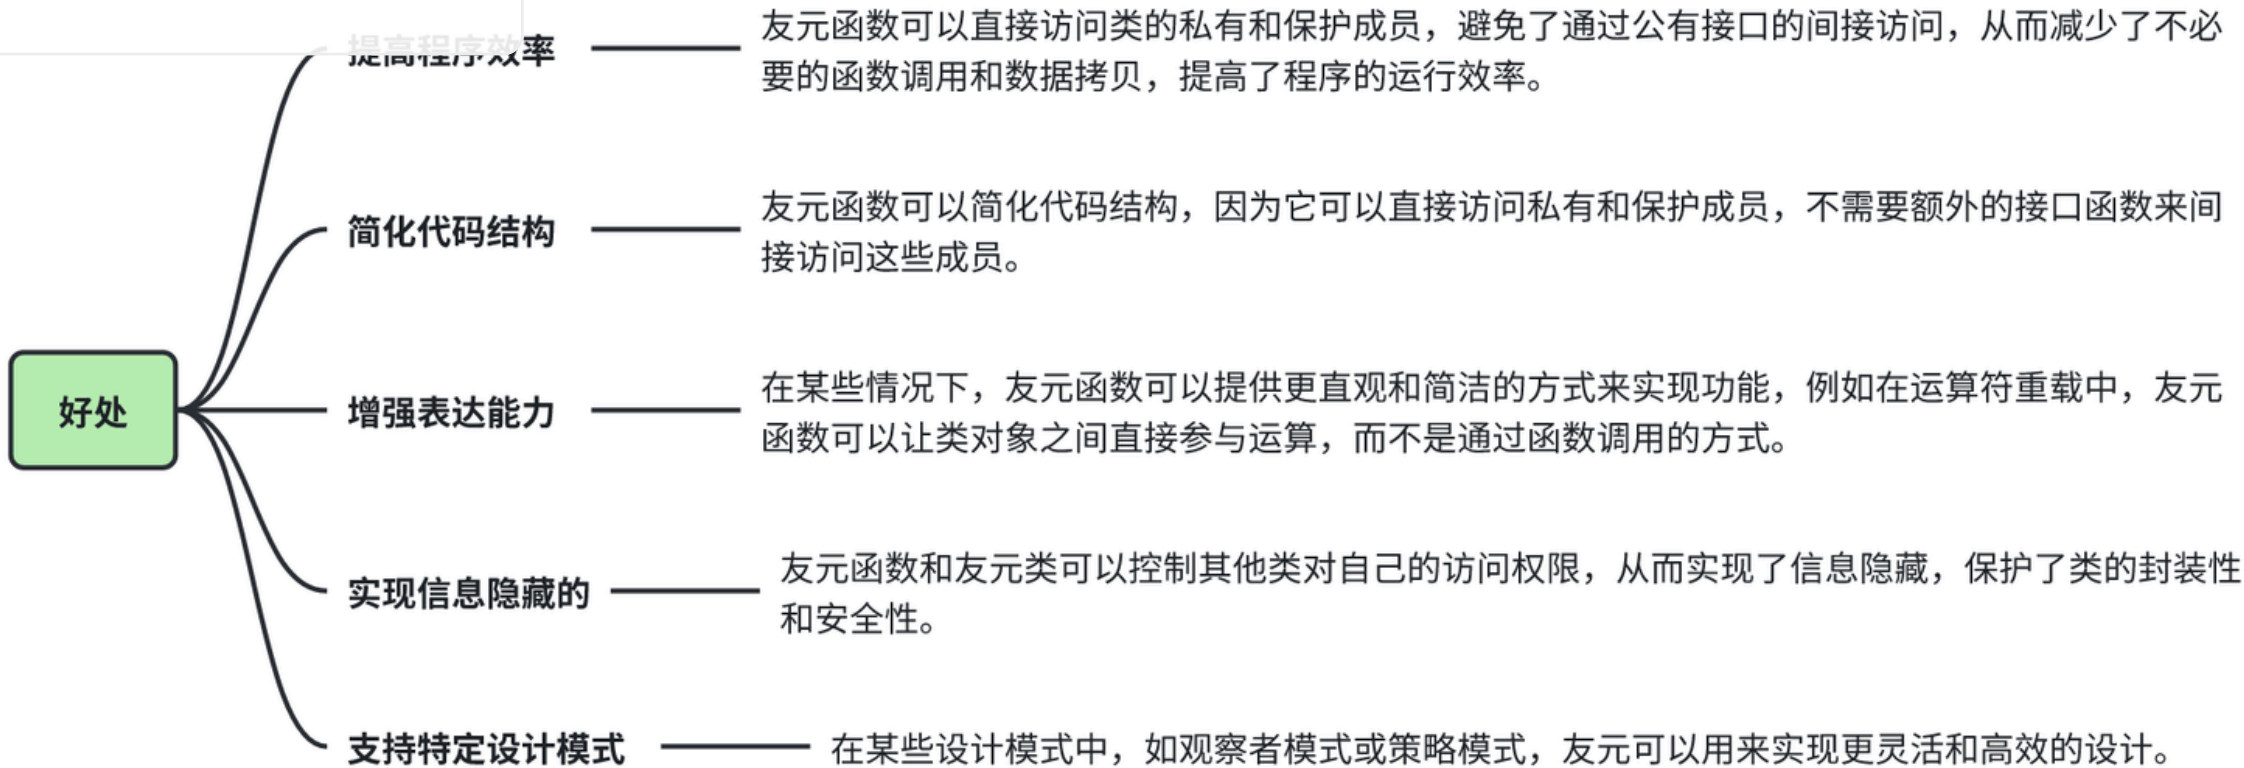 提高程序效率
友元函数可以直接访问类的私有和保护成员，避免了通过公有接口的间接访问，从而减少了不必
要的函数调用和数据拷贝，提高了程序的运行效率。
简化代码结构
友元函数可以简化代码结构，因为它可以直接访问私有和保护成员，不需要额外的接口函数来间
接访问这些成员。
好处
增强表达能力
在某些情况下，友元函数可以提供更直观和简洁的方式来实现功能，例如在运算符重载中，友元
函数可以让类对象之间直接参与运算，而不是通过函数调用的方式。
实现信息隐藏的
友元函数和友元类可以控制其他类对自己的访问权限，从而实现了信息隐藏，保护了类的封装性
和安全性。
支持特定设计模式
在某些设计模式中，如观察者模式或策略模式，友元可以用来实现更灵活和高效的设计。